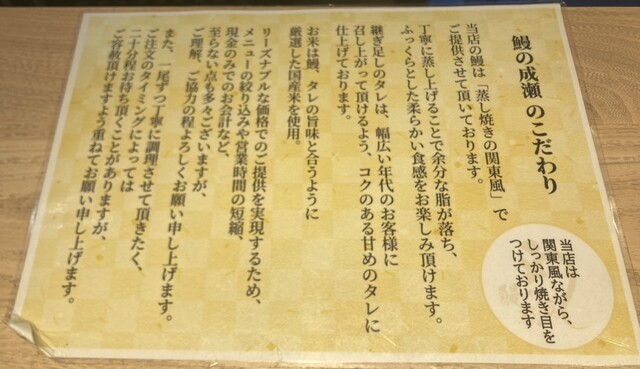 鰻の成瀬のこだわり
当店の鰻は「蒸し焼きの関東風」で
ご提供させて頂いております。
丁寧に蒸し上げることで余分な脂が落ち、
ふっくらとした柔らかい食感をお楽しみ頂けます。
継ぎ足しのタレは、幅広い年代のお客様に
召し上がって頂けるよう、コクのある甘めのタレに
仕上げております。
お米は鰻、タレの旨味と合うように
厳選した国産米を使用。
リーズナブルな価格でのご提供を実現するため、
メニューの絞り込みや営業時間の短縮、
現金のみでのお会計など、
至らない点も多々ございますが、
ご理解、ご協力の程よろしくお願い申し上げます。
また、一尾ずつ丁寧に調理させて頂きたく、
ご注文のタイミングによっては
二十分程お待ち頂くことがありますが、
ご容赦頂けますよう重ねてお願い申し上げます。
当店は
関東風ながら、
しっかり焼き目を
つけております